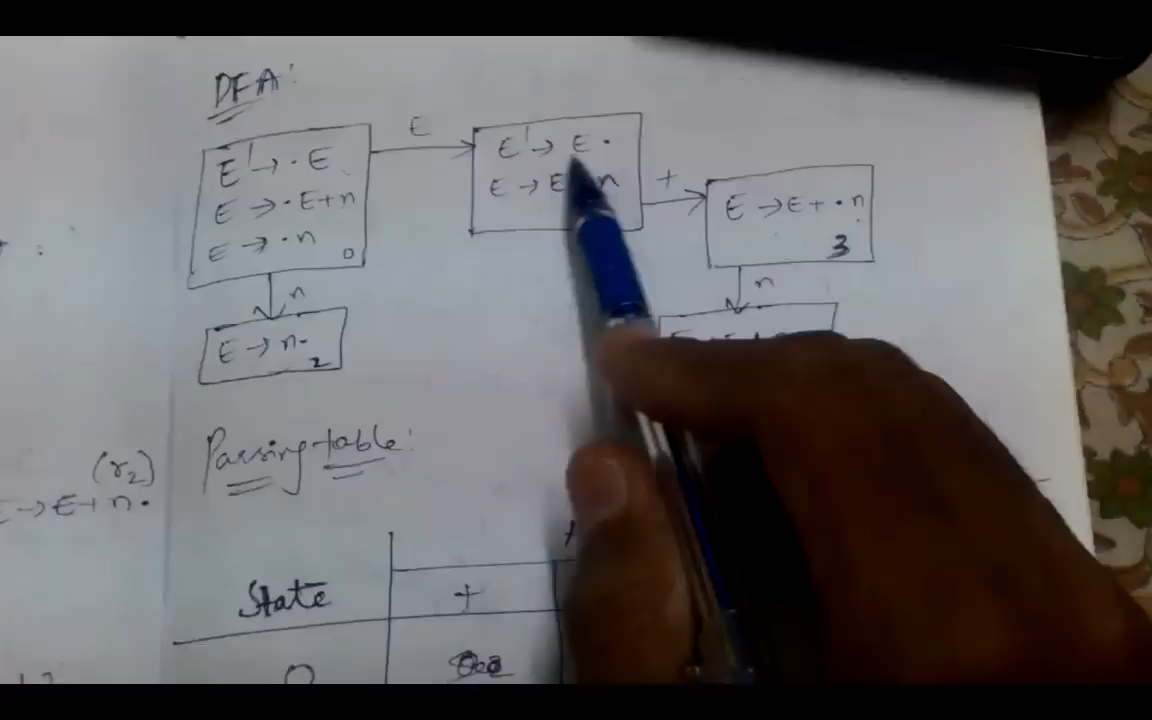 DFA:
E
E' → · E
E → · E+n
E → · n
0
E' → E ·
E → E n
+
E → E+ · n
3
n
E → n·
2
n
(r2)
E → E+n·
Parsing table:
State
+
0